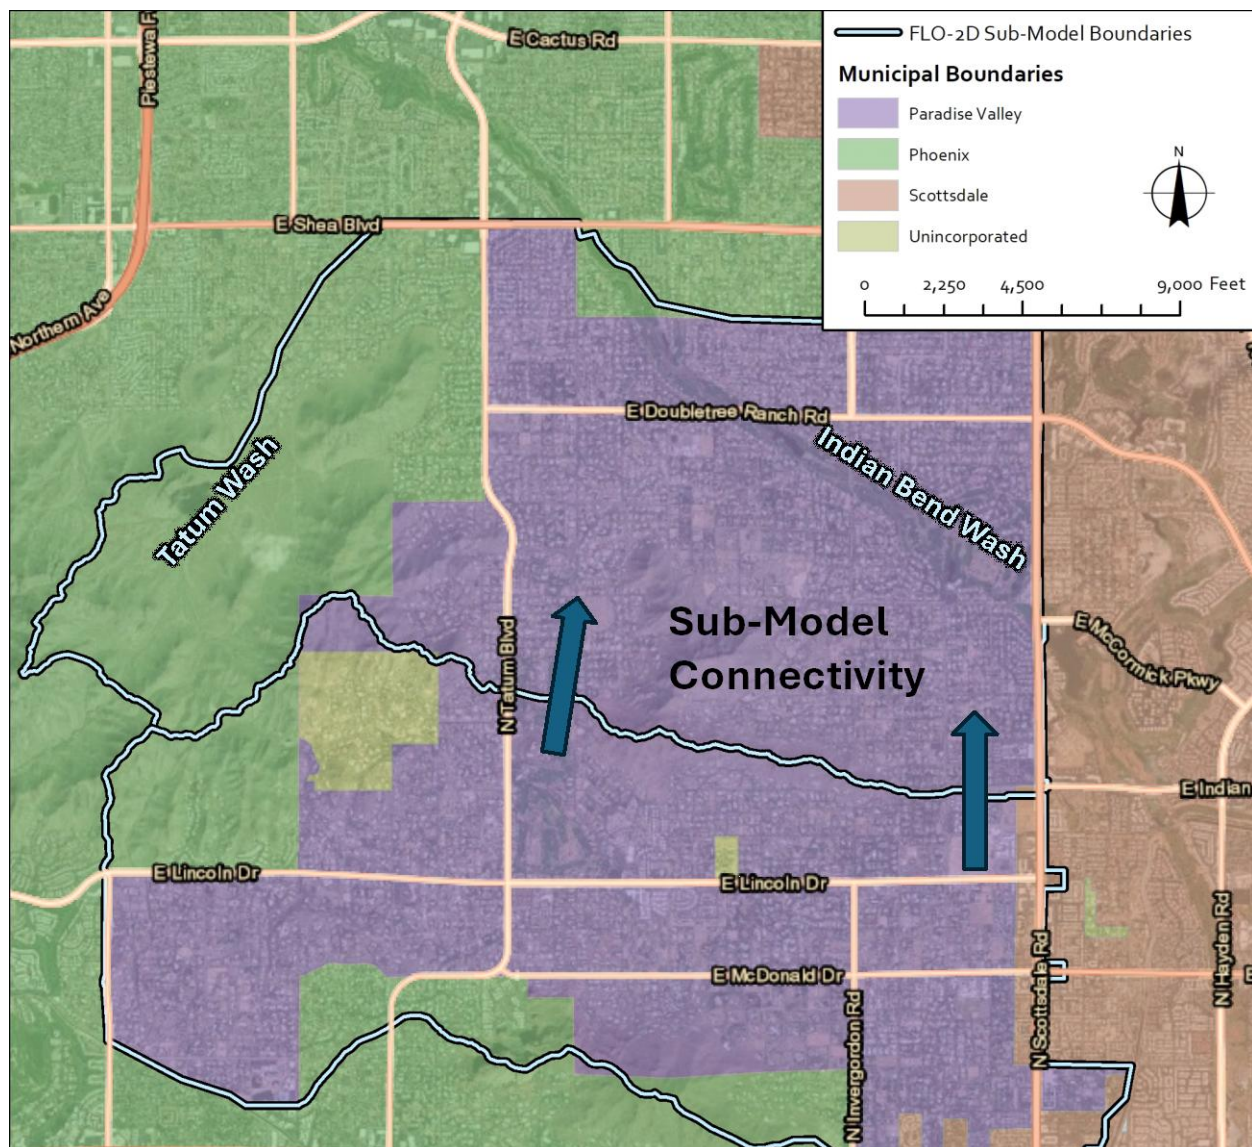 E Cactus Rd
Piestewa F
FLO-2D Sub-Model Boundaries
Municipal Boundaries
Paradise Valley
Phoenix
Scottsdale
Unincorporated
N
0 2,250 4,500 9,000 Feet
E Shea Blvd
Northern Ave
E Doubletree Ranch Rd
Tatum Wash
Indian Bend Wash
Sub-Model
Connectivity
N Tatum Blvd
E McCormick Pkwy
E Indian
E Lincoln Dr
E Lincoln Dr
E McDonald Dr
N Invergordon Rd
N Scottsdale Rd
N Hayden Rd
E